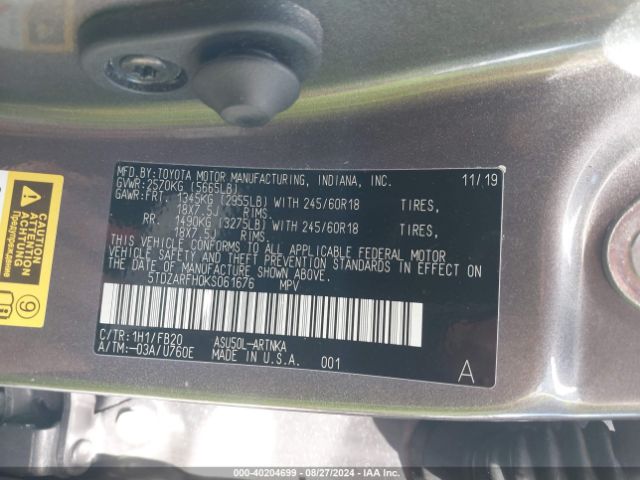 MFD. BY: TOYOTA MOTOR MANUFACTURING, INDIANA, INC. 11/19
GVWR: 2570KG (5665LB)
GAWR: FRT. 1345KG (2955LB) WITH 245/60R18 TIRES,
18X7.5J RIMS.
RR. 1490KG (3275LB) WITH 245/60R18 TIRES,
18X7.5J RIMS.
THIS VEHICLE CONFORMS TO ALL APPLICABLE FEDERAL MOTOR
VEHICLE SAFETY AND THEFT PREVENTION STANDARDS IN EFFECT
ON THE DATE OF MANUFACTURE SHOWN ABOVE.
5TDZARFH0KS061676 MPV
C/TR: 1H1/FB20 ASU50L-ARTNKA
A/TM: -03A/U760E MADE IN U.S.A. 001
A
CAUTION
ACHTUNG
Предупреждение
9
000-40204699 - 08/27/2024 - IAA Inc.